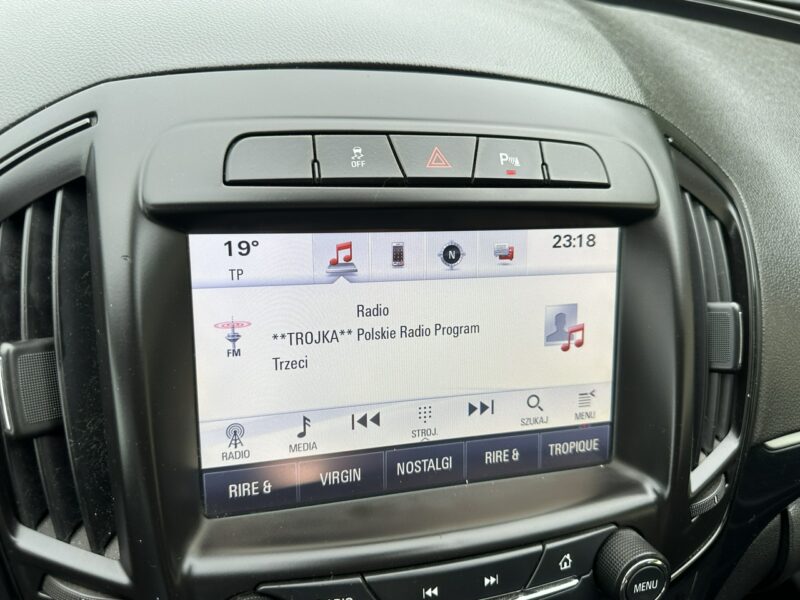 OFF
P
19°
TP
N
23:18
Radio
**TROJKA** Polskie Radio Program
Trzeci
FM
RADIO
MEDIA
STROJ.
SZUKAJ
MENU
RIRE &
VIRGIN
NOSTALGI
RIRE &
TROPIQUE
MENU